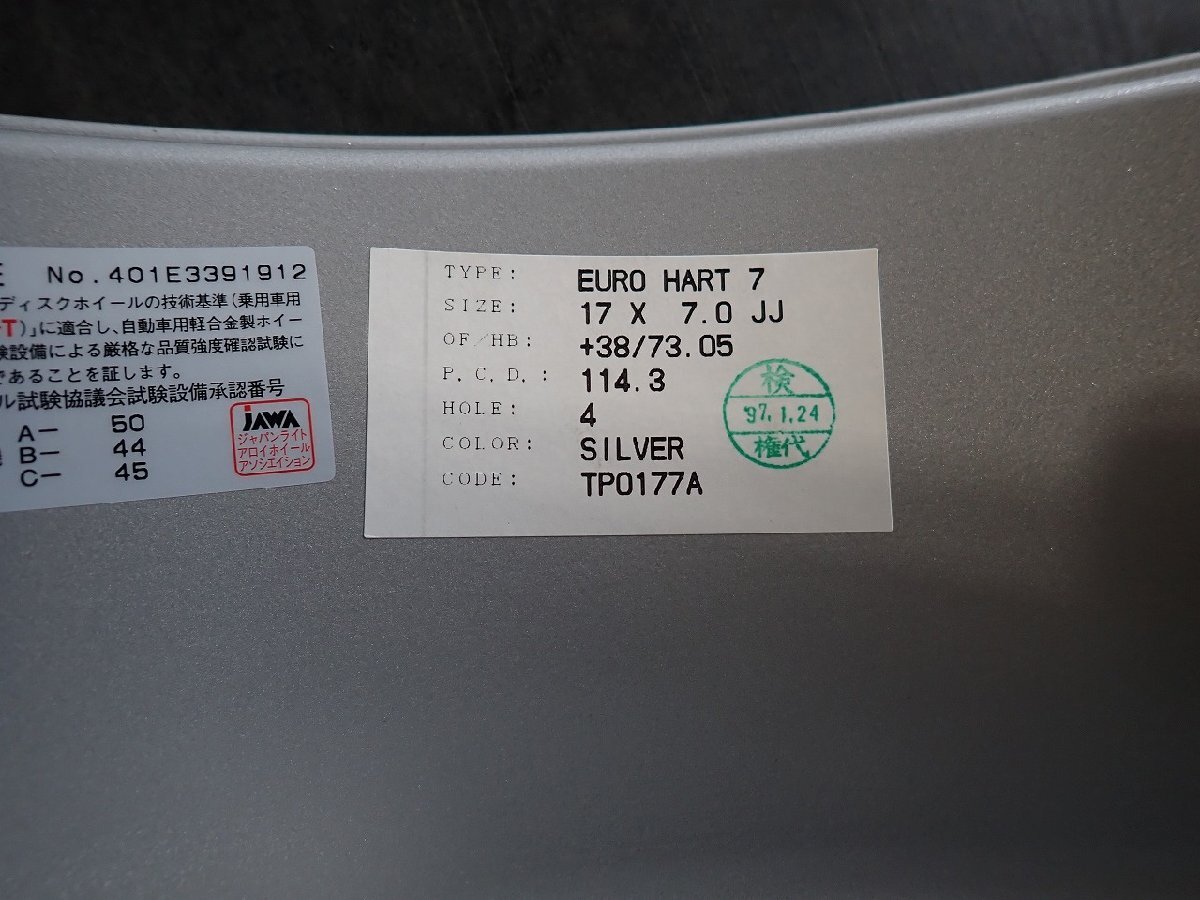 No.401E3391912
ディスクホイールの技術基準(乗用車用
T)」に適合し、自動車用軽合金製ホイー
験設備による厳格な品質強度確認試験に
であることを証します。
ル試験協議会試験設備承認番号
A- 50
B- 44
C- 45
JAWA
ジャパンライト
アロイホイール
アソシエイション
TYPE: EURO HART 7
SIZE: 17 X 7.0 JJ
OF/HB: +38/73.05
P.C.D.: 114.3
HOLE: 4
COLOR: SILVER
CODE: TP0177A
検
'97.1.24
権代